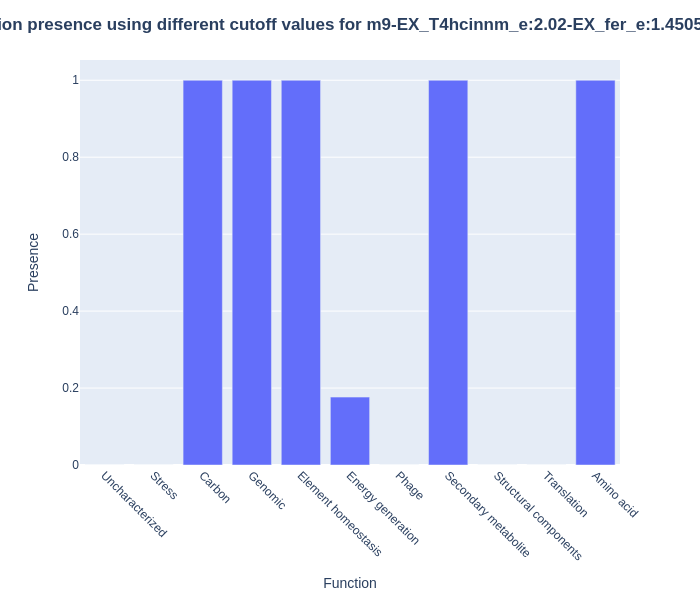 ion presence using different cutoff values for m9-EX_T4hcinnm_e:2.02-EX_fer_e:1.4505
Presence
1
0.8
0.6
0.4
0.2
0
Uncharacterized
Stress
Carbon
Genomic
Element homeostasis
Energy generation
Phage
Secondary metabolite
Structural components
Translation
Amino acid
Function